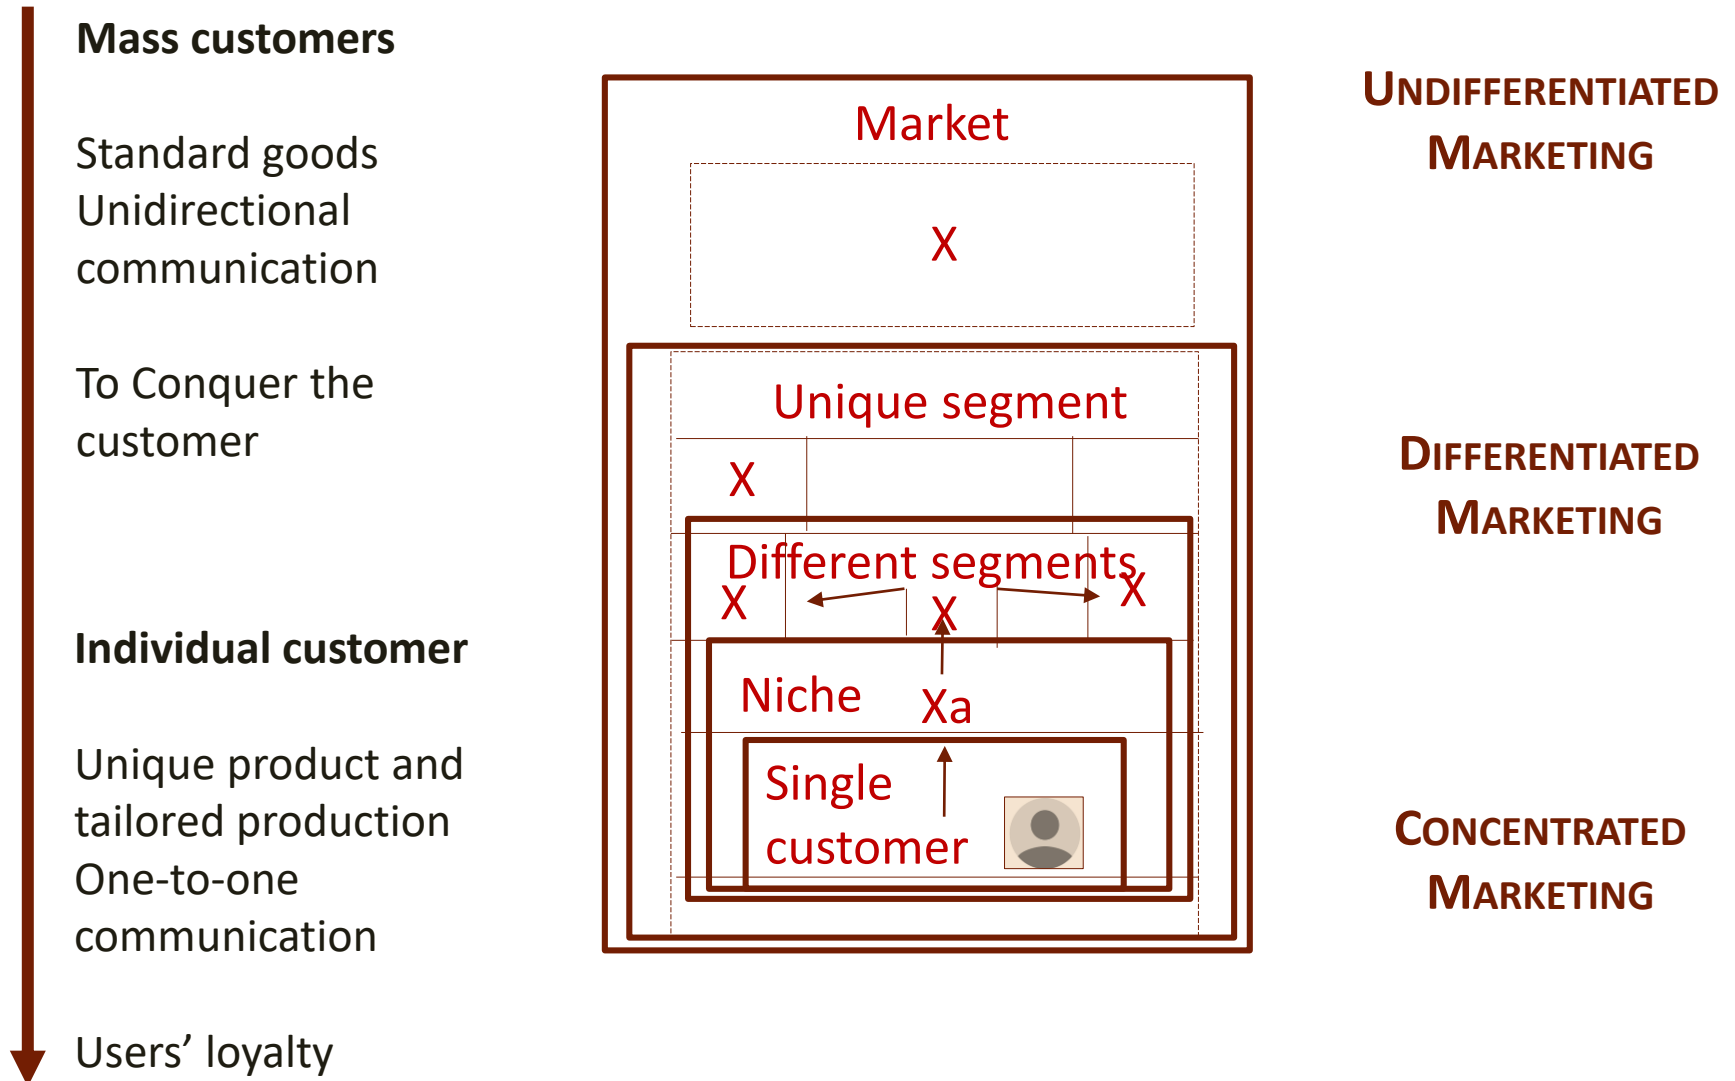 Mass customers
Standard goods
Unidirectional
communication
To Conquer the
customer
Individual customer
Unique product and
tailored production
One-to-one
communication
Users’ loyalty
Market
X
Unique segment
X
Different segments
X X X
Niche Xa
Single
customer
UNDIFFERENTIATED
MARKETING
DIFFERENTIATED
MARKETING
CONCENTRATED
MARKETING